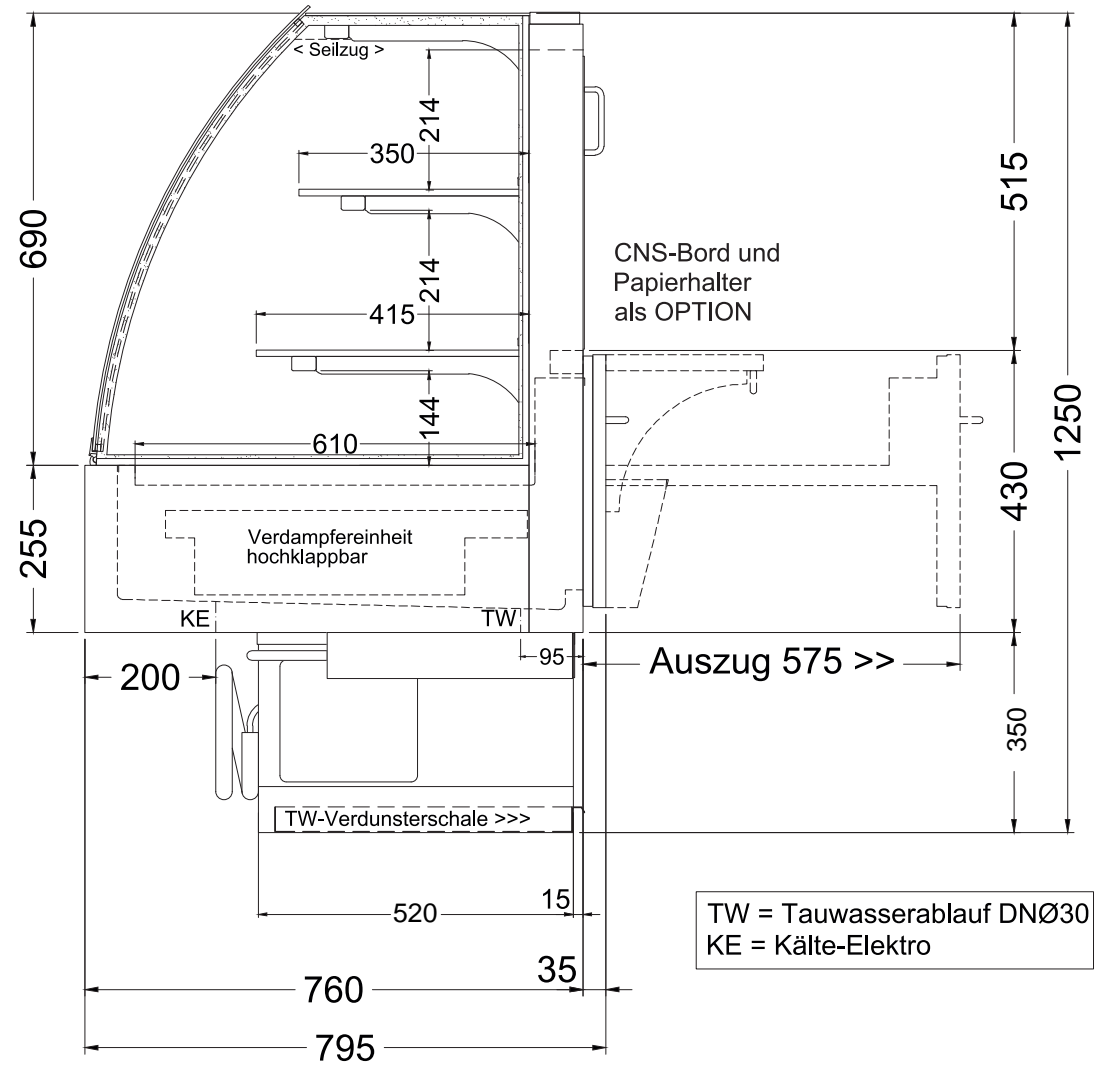 < Seilzug >
214
350
690
515
CNS-Bord und
Papierhalter
als OPTION
214
415
144
610
1250
430
255
Verdampfereinheit
hochklappbar
KE
TW
95
Auszug 575 >>
200
350
TW-Verdunsterschale >>>
520
15
TW = Tauwasserablauf DNØ30
KE = Kälte-Elektro
760
35
795